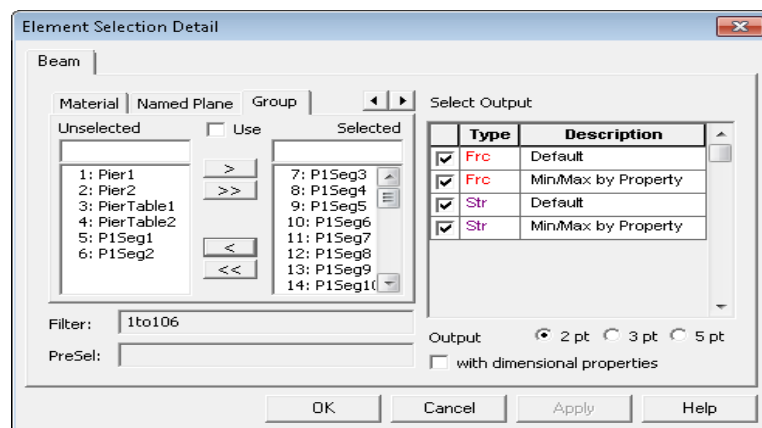 Element Selection Detail
Beam
Material Named Plane Group
Unselected Use Selected
1: Pier1
2: Pier2
3: PierTable1
4: PierTable2
5: P1Seg1
6: P1Seg2
>
>>
<
<<
7: P1Seg3
8: P1Seg4
9: P1Seg5
10: P1Seg6
11: P1Seg7
12: P1Seg8
13: P1Seg9
14: P1Seg10
Filter: 1to106
PreSel:
Select Output
Type Description
Frc Default
Frc Min/Max by Property
Str Default
Str Min/Max by Property
Output 2 pt 3 pt 5 pt
with dimensional properties
OK Cancel Apply Help